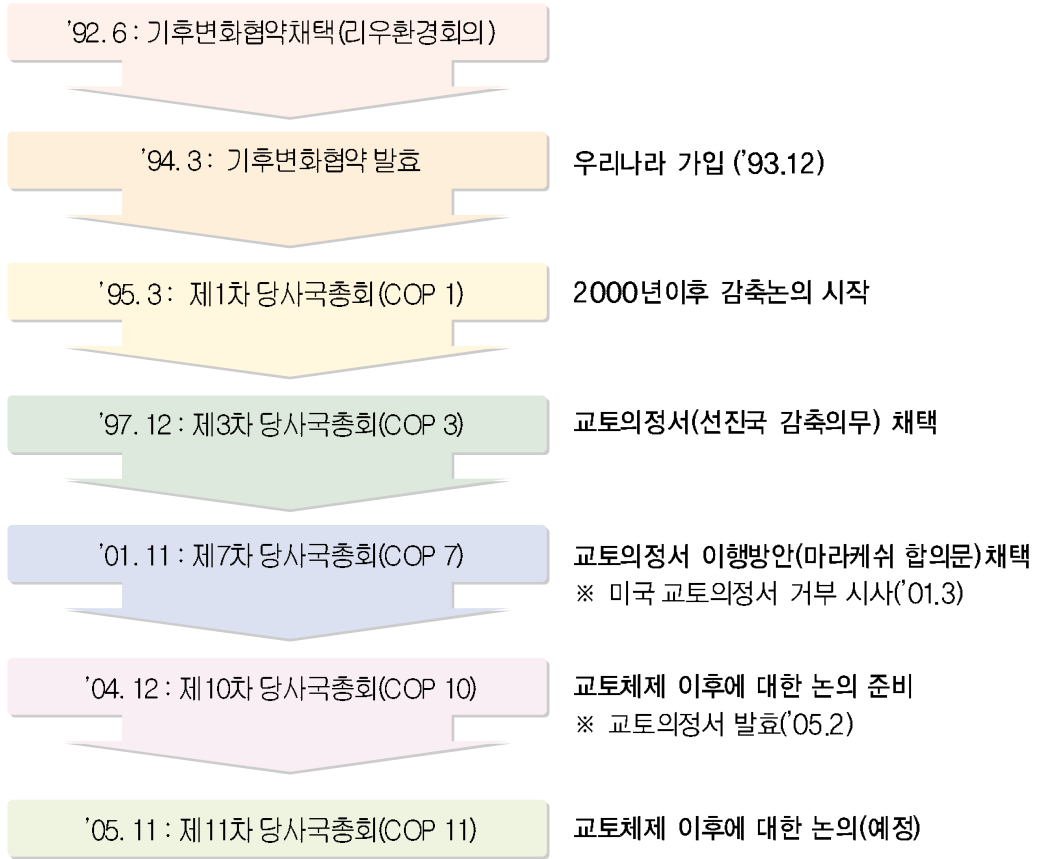 '92. 6 : 기후변화협약채택(리우환경회의)
'94. 3 : 기후변화협약 발효
우리나라 가입 ('93.12)
'95. 3 : 제1차 당사국총회(COP 1)
2000년이후 감축논의 시작
'97. 12 : 제3차 당사국총회(COP 3)
교토의정서(선진국 감축의무) 채택
'01. 11 : 제7차 당사국총회(COP 7)
교토의정서 이행방안(마라케쉬 합의문)채택
※ 미국 교토의정서 거부 시사('01.3)
'04. 12 : 제10차 당사국총회(COP 10)
교토체제 이후에 대한 논의 준비
※ 교토의정서 발효('05.2)
'05. 11 : 제11차 당사국총회(COP 11)
교토체제 이후에 대한 논의(예정)